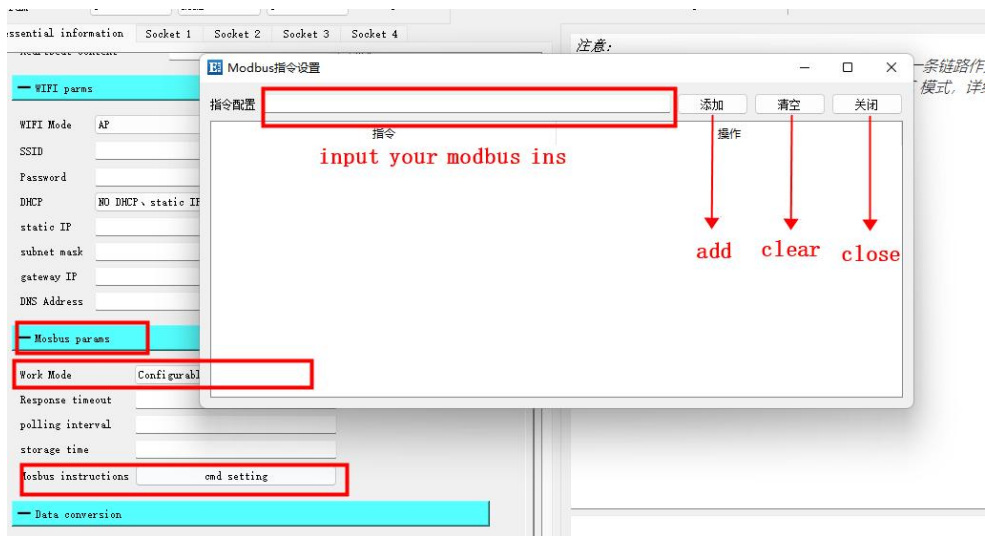 essential information Socket 1 Socket 2 Socket 3 Socket 4
注意:
Modbus指令设置
一条链路作
模式，详
WIFI parms
指令配置 添加 清空 关闭
WIFI Mode AP
指令 操作
input your modbus ins
SSID
Password
DHCP NO DHCP、static IP
static IP
subnet mask
add clear close
gateway IP
DNS Address
Mosbus params
Work Mode Configurabl
Response timeout
polling interval
storage time
Mosbus instructions cmd setting
Data conversion